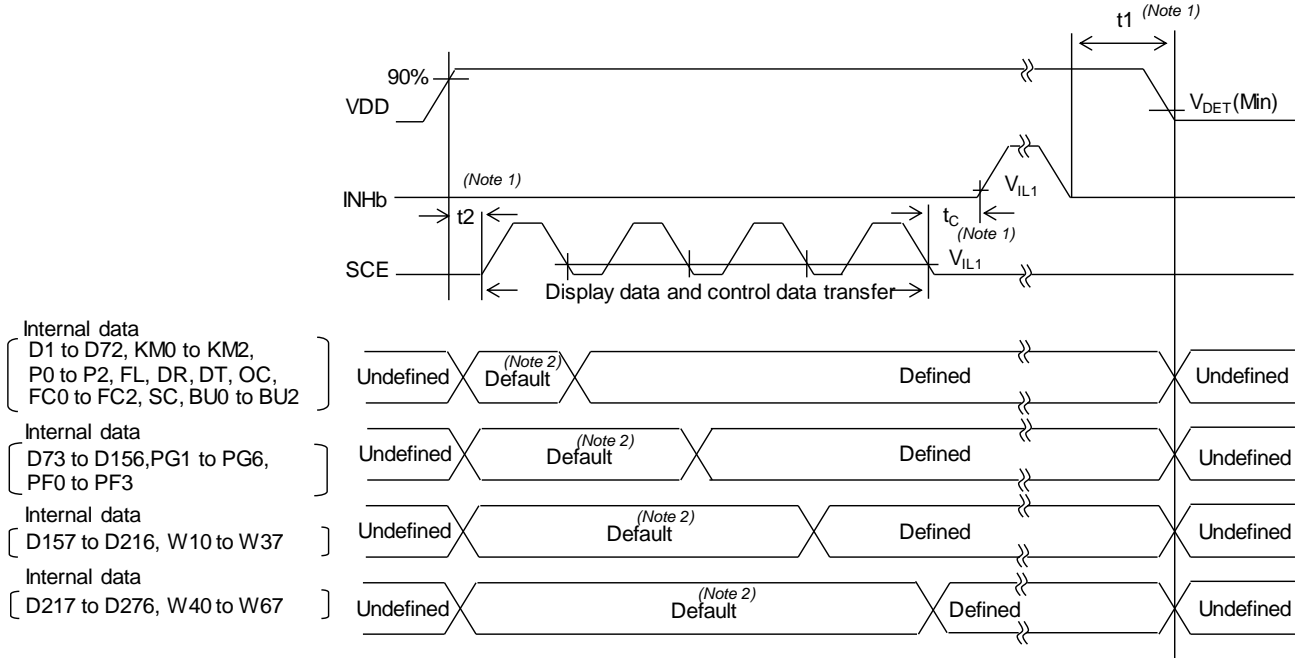 t1 (Note 1)
90%
VDD
VDET(Min)
(Note 1)
INHb
VIL1
t2
tC
(Note 1)
SCE
VIL1
Display data and control data transfer
Internal data
D1 to D72, KM0 to KM2,
P0 to P2, FL, DR, DT, OC,
FC0 to FC2, SC, BU0 to BU2
Undefined
(Note 2)
Default
Defined
Undefined
Internal data
D73 to D156,PG1 to PG6,
PF0 to PF3
Undefined
(Note 2)
Default
Defined
Undefined
Internal data
D157 to D216, W10 to W37
Undefined
(Note 2)
Default
Defined
Undefined
Internal data
D217 to D276, W40 to W67
Undefined
(Note 2)
Default
Defined
Undefined